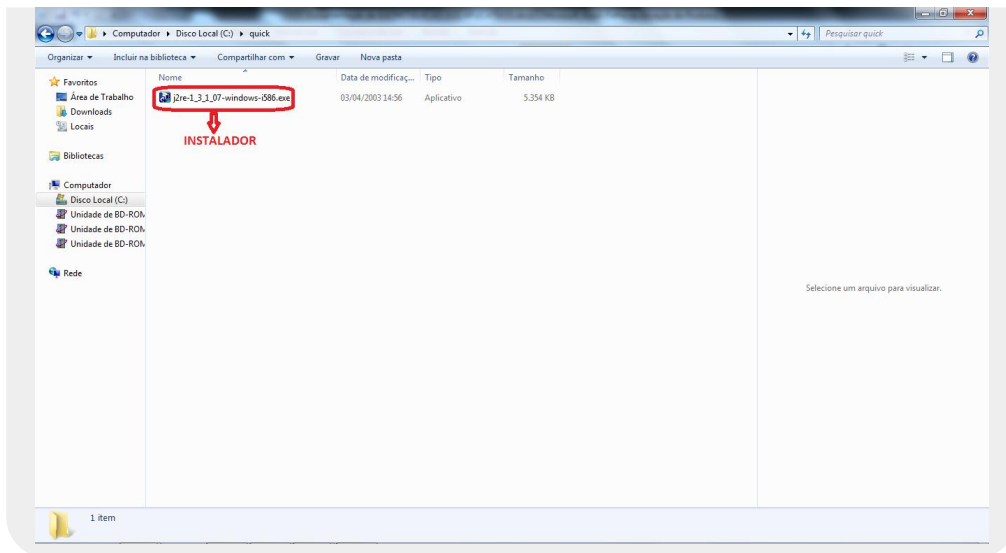 Computador ▸ Disco Local (C:) ▸ quick
Pesquisar quick
Organizar Incluir na biblioteca Compartilhar com Gravar Nova pasta
Nome Data de modificaç... Tipo Tamanho
j2re-1_3_1_07-windows-i586.exe 03/04/2003 14:56 Aplicativo 5.354 KB
INSTALADOR
Favoritos
Área de Trabalho
Downloads
Locais
Bibliotecas
Computador
Disco Local (C:)
Unidade de BD-ROM
Unidade de BD-ROM
Unidade de BD-ROM
Rede
Selecione um arquivo para visualizar.
1 item